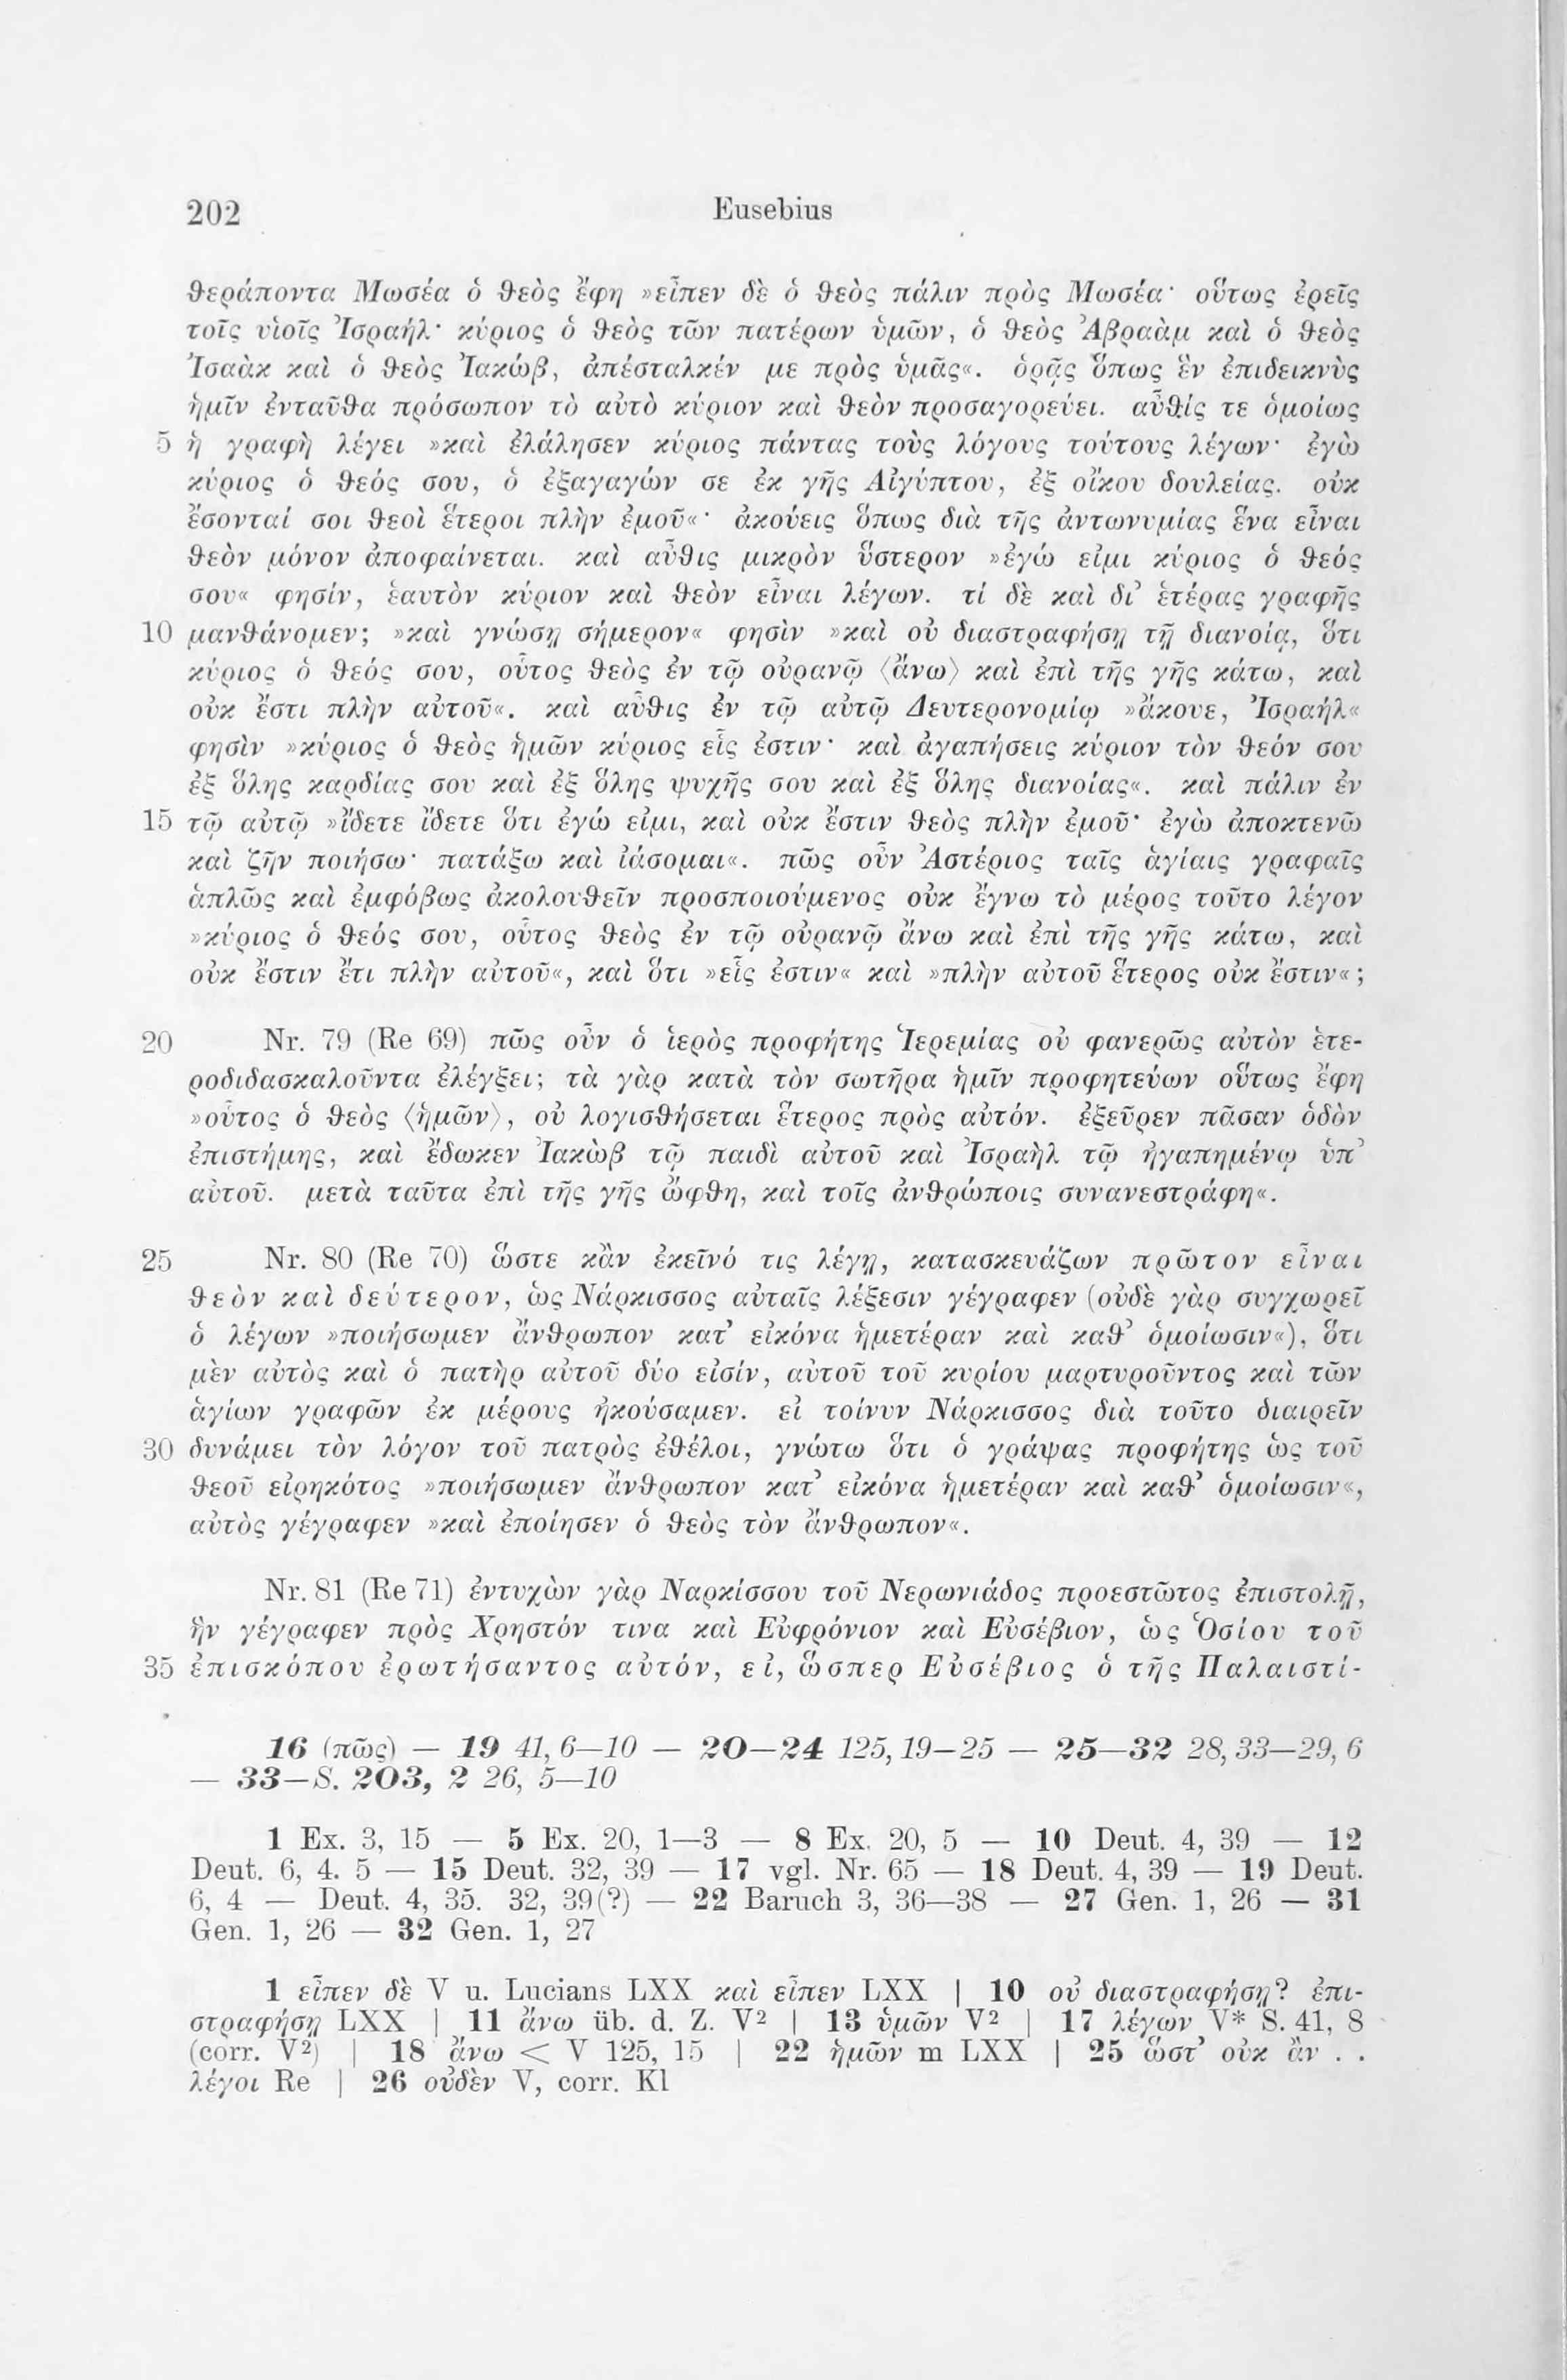 202 Eusebius
θεράποντα Μωσέα ὁ θεὸς ἔφη »εἶπεν δὲ ὁ θεὸς πάλιν πρὸς Μωσέα· οὕτως ἐρεῖς
τοῖς υἱοῖς Ἰσραήλ· κύριος ὁ θεὸς τῶν πατέρων ὑμῶν, ὁ θεὸς Ἀβραὰμ καὶ ὁ θεὸς
Ἰσαὰκ καὶ ὁ θεὸς Ἰακώβ, ἀπέσταλκέν με πρὸς ὑμᾶς«. ὁρᾷς ὅπως ἓν ἐπιδεικνὺς
ἡμῖν ἐνταῦθα πρόσωπον τὸ αὐτὸ κύριον καὶ θεὸν προσαγορεύει. αὖθίς τε ὁμοίως
5 ἡ γραφὴ λέγει »καὶ ἐλάλησεν κύριος πάντας τοὺς λόγους τούτους λέγων· ἐγὼ
κύριος ὁ θεός σου, ὁ ἐξαγαγών σε ἐκ γῆς Αἰγύπτου, ἐξ οἴκου δουλείας. οὐκ
ἔσονταί σοι θεοὶ ἕτεροι πλὴν ἐμοῦ«· ἀκούεις ὅπως διὰ τῆς ἀντωνυμίας ἕνα εἶναι
θεὸν μόνον ἀποφαίνεται. καὶ αὖθις μικρὸν ὕστερον »ἐγώ εἰμι κύριος ὁ θεός
σου« φησίν, ἑαυτὸν κύριον καὶ θεὸν εἶναι λέγων. τί δὲ καὶ δι᾽ ἑτέρας γραφῆς
10 μανθάνομεν; »καὶ γνώσῃ σήμερον« φησὶν »καὶ οὐ διαστραφήσῃ τῇ διανοίᾳ, ὅτι
κύριος ὁ θεός σου, οὗτος θεὸς ἐν τῷ οὐρανῷ ⟨ἄνω⟩ καὶ ἐπὶ τῆς γῆς κάτω, καὶ
οὐκ ἔστι πλὴν αὐτοῦ«. καὶ αὖθις ἐν τῷ αὐτῷ Δευτερονομίῳ »ἄκουε, Ἰσραήλ«
φησὶν »κύριος ὁ θεὸς ἡμῶν κύριος εἷς ἐστιν· καὶ ἀγαπήσεις κύριον τὸν θεόν σου
ἐξ ὅλης καρδίας σου καὶ ἐξ ὅλης ψυχῆς σου καὶ ἐξ ὅλης διανοίας«. καὶ πάλιν ἐν
15 τῷ αὐτῷ »ἴδετε ἴδετε ὅτι ἐγώ εἰμι, καὶ οὐκ ἔστιν θεὸς πλὴν ἐμοῦ· ἐγὼ ἀποκτενῶ
καὶ ζῆν ποιήσω· πατάξω καὶ ἰάσομαι«. πῶς οὖν Ἀστέριος ταῖς ἁγίαις γραφαῖς
ἁπλῶς καὶ ἐμφόβως ἀκολουθεῖν προσποιούμενος οὐκ ἔγνω τὸ μέρος τοῦτο λέγον
»κύριος ὁ θεός σου, οὗτος θεὸς ἐν τῷ οὐρανῷ ἄνω καὶ ἐπὶ τῆς γῆς κάτω, καὶ
οὐκ ἔστιν ἔτι πλὴν αὐτοῦ«, καὶ ὅτι »εἷς ἐστιν« καὶ »πλὴν αὐτοῦ ἕτερος οὐκ ἔστιν«;
20 Nr. 79 (Re 69) πῶς οὖν ὁ ἱερὸς προφήτης Ἱερεμίας οὐ φανερῶς αὐτὸν ἑτε-
ροδιδασκαλοῦντα ἐλέγξει; τὰ γὰρ κατὰ τὸν σωτῆρα ἡμῖν προφητεύων οὕτως ἔφη
»οὗτος ὁ θεὸς ⟨ἡμῶν⟩, οὐ λογισθήσεται ἕτερος πρὸς αὐτόν. ἐξεῦρεν πᾶσαν ὁδὸν
ἐπιστήμης, καὶ ἔδωκεν Ἰακὼβ τῷ παιδὶ αὐτοῦ καὶ Ἰσραὴλ τῷ ἠγαπημένῳ ὑπ᾽
αὐτοῦ. μετὰ ταῦτα ἐπὶ τῆς γῆς ὤφθη, καὶ τοῖς ἀνθρώποις συνανεστράφη«.
25 Nr. 80 (Re 70) ὥστε κἂν ἐκεῖνό τις λέγῃ, κατασκευάζων πρῶτον εἶναι
θεὸν καὶ δεύτερον, ὡς Νάρκισσος αὐταῖς λέξεσιν γέγραφεν (οὐδὲ γὰρ συγχωρεῖ
ὁ λέγων »ποιήσωμεν ἄνθρωπον κατ᾽ εἰκόνα ἡμετέραν καὶ καθ᾽ ὁμοίωσιν«), ὅτι
μὲν αὐτὸς καὶ ὁ πατὴρ αὐτοῦ δύο εἰσίν, αὐτοῦ τοῦ κυρίου μαρτυροῦντος καὶ τῶν
ἁγίων γραφῶν ἐκ μέρους ἠκούσαμεν. εἰ τοίνυν Νάρκισσος διὰ τοῦτο διαιρεῖν
30 δυνάμει τὸν λόγον τοῦ πατρὸς ἐθέλοι, γνώτω ὅτι ὁ γράψας προφήτης ὡς τοῦ
θεοῦ εἰρηκότος »ποιήσωμεν ἄνθρωπον κατ᾽ εἰκόνα ἡμετέραν καὶ καθ᾽ ὁμοίωσιν«,
αὐτὸς γέγραφεν »καὶ ἐποίησεν ὁ θεὸς τὸν ἄνθρωπον«.
Nr. 81 (Re 71) ἐντυχὼν γὰρ Ναρκίσσου τοῦ Νερωνιάδος προεστῶτος ἐπιστολῇ,
ἣν γέγραφεν πρὸς Χρηστόν τινα καὶ Εὐφρόνιον καὶ Εὐσέβιον, ὡς Ὁσίου τοῦ
35 ἐπισκόπου ἐρωτήσαντος αὐτόν, εἰ, ὥσπερ Εὐσέβιος ὁ τῆς Παλαιστί-
16 (πῶς) — 19 41, 6—10 — 20—24 125, 19—25 — 25—32 28, 33—29, 6
— 33—S. 203, 2 26, 5—10
1 Ex. 3, 15 — 5 Ex. 20, 1—3 — 8 Ex. 20, 5 — 10 Deut. 4, 39 — 12
Deut. 6, 4. 5 — 15 Deut. 32, 39 — 17 vgl. Nr. 65 — 18 Deut. 4, 39 — 19 Deut.
6, 4 — Deut. 4, 35. 32, 39(?) — 22 Baruch 3, 36—38 — 27 Gen. 1, 26 — 31
Gen. 1, 26 — 32 Gen. 1, 27
1 εἶπεν δὲ V u. Lucians LXX καὶ εἶπεν LXX | 10 οὐ διαστραφήσῃ? ἐπι-
στραφήσῃ LXX | 11 ἄνω üb. d. Z. V² | 13 ὑμῶν V² | 17 λέγων V* S. 41, 8
(corr. V²) | 18 ἄνω < V 125, 15 | 22 ἡμῶν m LXX | 25 ὥστ᾽ οὐκ ἂν . .
λέγοι Re | 26 οὐδὲν V, corr. Kl